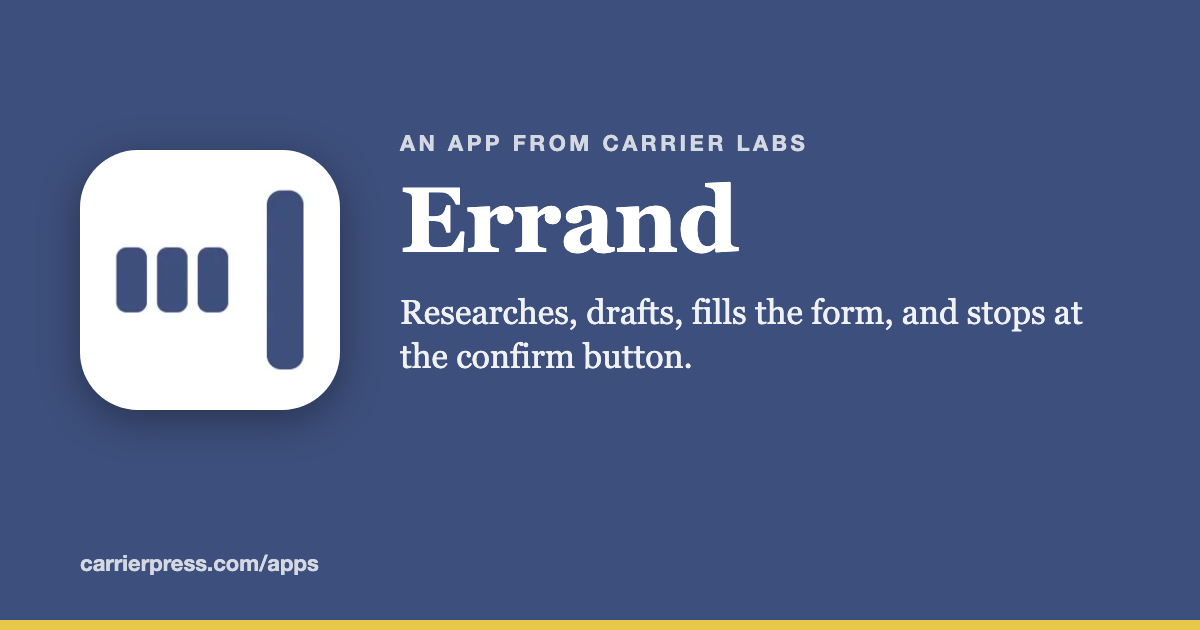 AN APP FROM CARRIER LABS
Errand
Researches, drafts, fills the form, and stops at
the confirm button.
carrierpress.com/apps